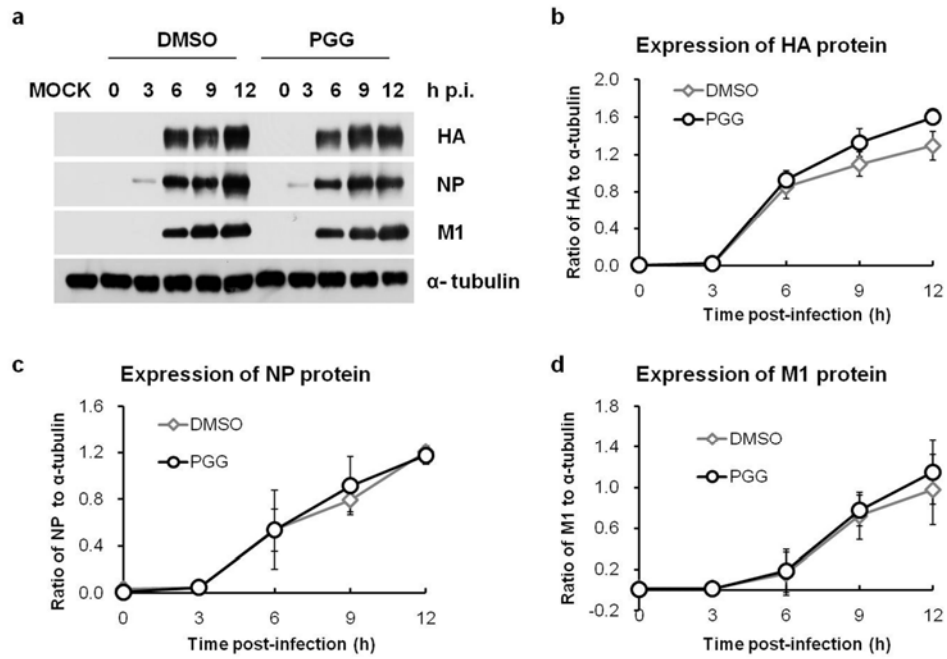 a
DMSO PGG
MOCK 0 3 6 9 12 0 3 6 9 12 h p.i.
HA
NP
M1
α- tubulin
b
Expression of HA protein
Ratio of HA to α-tubulin
2.0
1.6
1.2
0.8
0.4
0.0
DMSO
PGG
0 3 6 9 12
Time post-infection (h)
c
Expression of NP protein
Ratio of NP to α-tubulin
1.6
1.2
0.8
0.4
0.0
DMSO
PGG
0 3 6 9 12
Time post-infection (h)
d
Expression of M1 protein
Ratio of M1 to α-tubulin
1.8
1.4
1.0
0.6
0.2
-0.2
DMSO
PGG
0 3 6 9 12
Time post-infection (h)